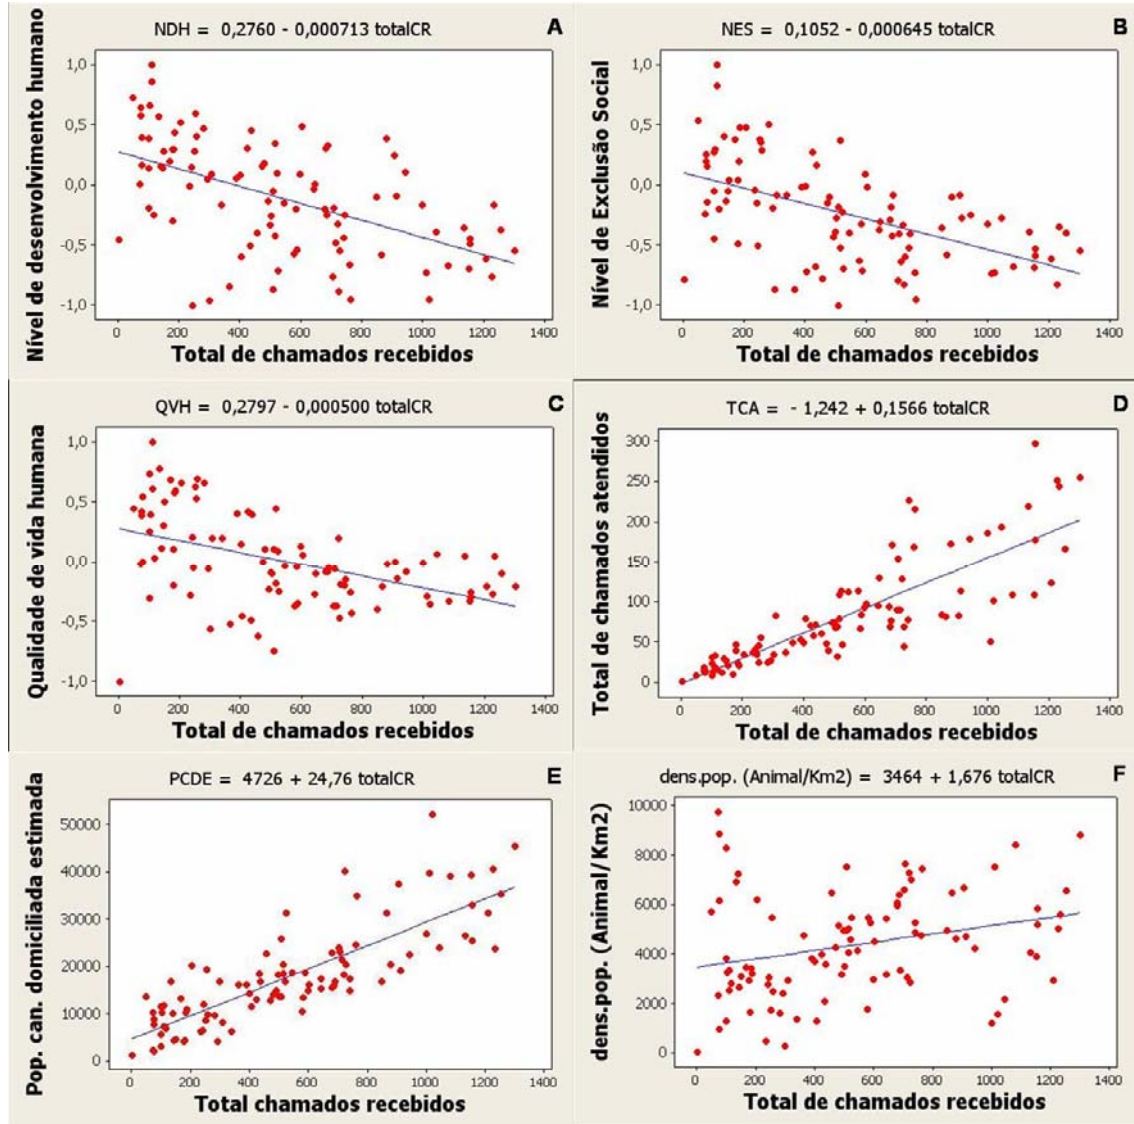 NDH = 0,2760 - 0,000713 totalCR
A
Nível de desenvolvimento humano
1,0
0,5
0,0
-0,5
-1,0
0 200 400 600 800 1000 1200 1400
Total de chamados recebidos
NES = 0,1052 - 0,000645 totalCR
B
Nível de Exclusão Social
1,0
0,5
0,0
-0,5
-1,0
0 200 400 600 800 1000 1200 1400
Total de chamados recebidos
QVH = 0,2797 - 0,000500 totalCR
C
Qualidade de vida humana
1,0
0,5
0,0
-0,5
-1,0
0 200 400 600 800 1000 1200 1400
Total de chamados recebidos
TCA = - 1,242 + 0,1566 totalCR
D
Total de chamados atendidos
300
250
200
150
100
50
0
0 200 400 600 800 1000 1200 1400
Total de chamados recebidos
PCDE = 4726 + 24,76 totalCR
E
Pop. can. domiciliada estimada
50000
40000
30000
20000
10000
0
0 200 400 600 800 1000 1200 1400
Total chamados recebidos
dens.pop. (Animal/Km2) = 3464 + 1,676 totalCR
F
dens.pop. (Animal/Km2)
10000
8000
6000
4000
2000
0
0 200 400 600 800 1000 1200 1400
Total de chamados recebidos